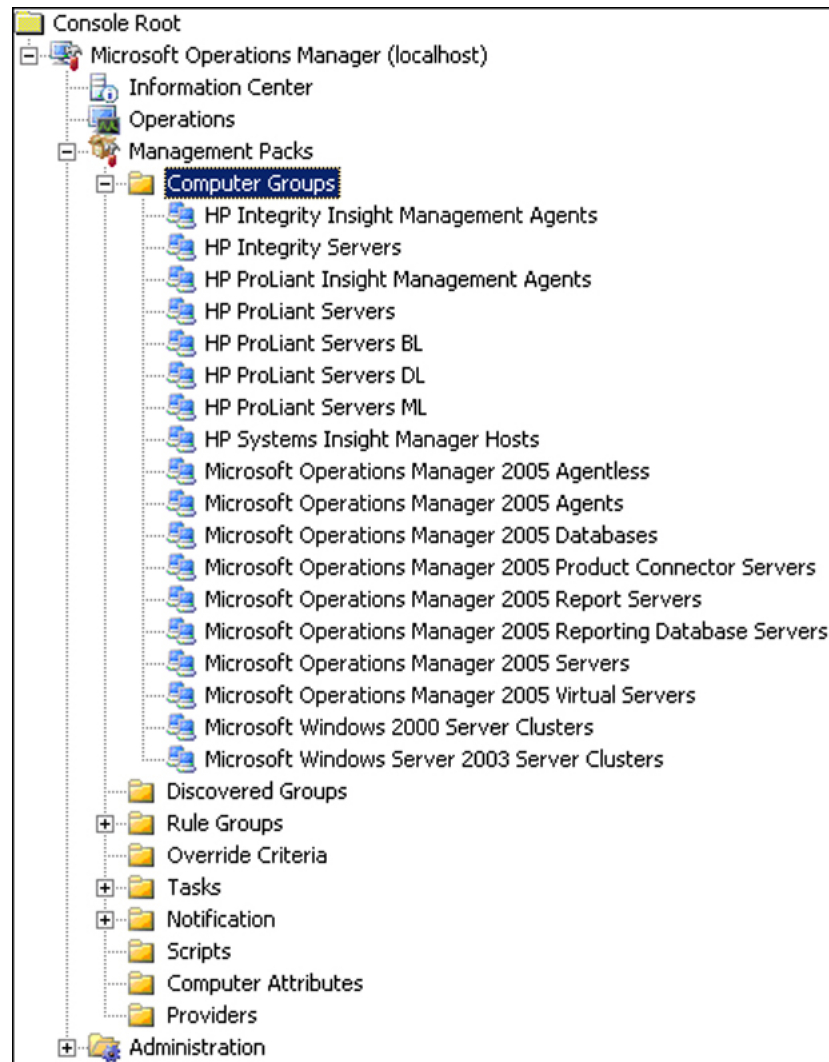 Console Root
Microsoft Operations Manager (localhost)
Information Center
Operations
Management Packs
Computer Groups
HP Integrity Insight Management Agents
HP Integrity Servers
HP ProLiant Insight Management Agents
HP ProLiant Servers
HP ProLiant Servers BL
HP ProLiant Servers DL
HP ProLiant Servers ML
HP Systems Insight Manager Hosts
Microsoft Operations Manager 2005 Agentless
Microsoft Operations Manager 2005 Agents
Microsoft Operations Manager 2005 Databases
Microsoft Operations Manager 2005 Product Connector Servers
Microsoft Operations Manager 2005 Report Servers
Microsoft Operations Manager 2005 Reporting Database Servers
Microsoft Operations Manager 2005 Servers
Microsoft Operations Manager 2005 Virtual Servers
Microsoft Windows 2000 Server Clusters
Microsoft Windows Server 2003 Server Clusters
Discovered Groups
Rule Groups
Override Criteria
Tasks
Notification
Scripts
Computer Attributes
Providers
Administration